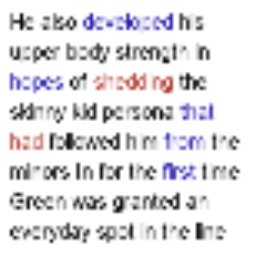 He also developed his
upper body strength in
hopes of shedding the
skinny kid persona that
had followed him from the
minors in for the first time
Green was granted an
everyday spot in the line